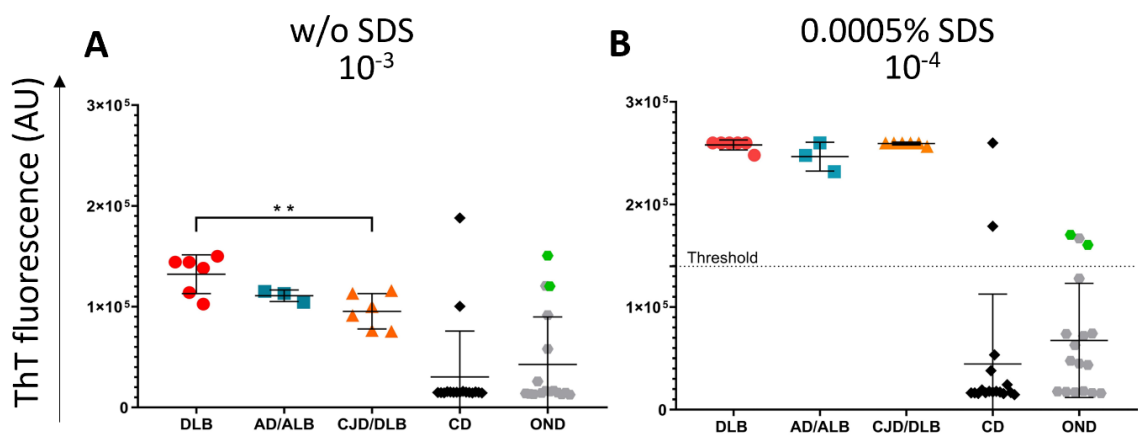 A
w/o SDS
10⁻³
ThT fluorescence (AU)
3×10⁵
2×10⁵
1×10⁵
0
**
DLB
AD/ALB
CJD/DLB
CD
OND
B
0.0005% SDS
10⁻⁴
3×10⁵
2×10⁵
1×10⁵
0
Threshold
DLB
AD/ALB
CJD/DLB
CD
OND